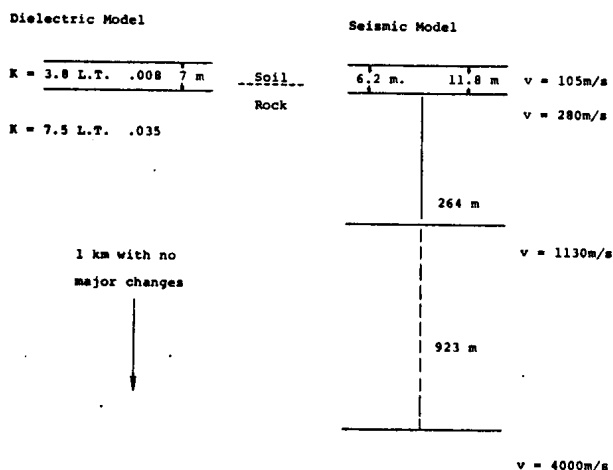 Dielectric Model
Seismic Model
K = 3.8 L.T. .008 7 m
Soil
6.2 m. 11.8 m v = 105m/s
Rock
v = 280m/s
K = 7.5 L.T. .035
264 m
1 km with no
major changes
v = 1130m/s
923 m
v = 4000m/s